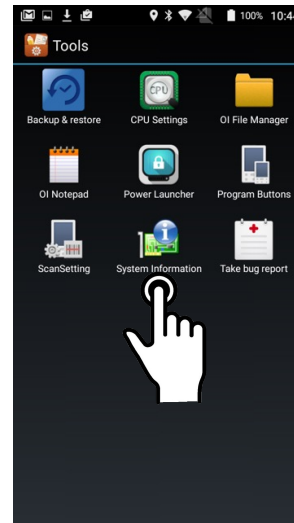 100% 10:4
Tools
CPU
Backup & restore CPU Settings OI File Manager
OI Notepad Power Launcher Program Buttons
ScanSetting System Information Take bug report